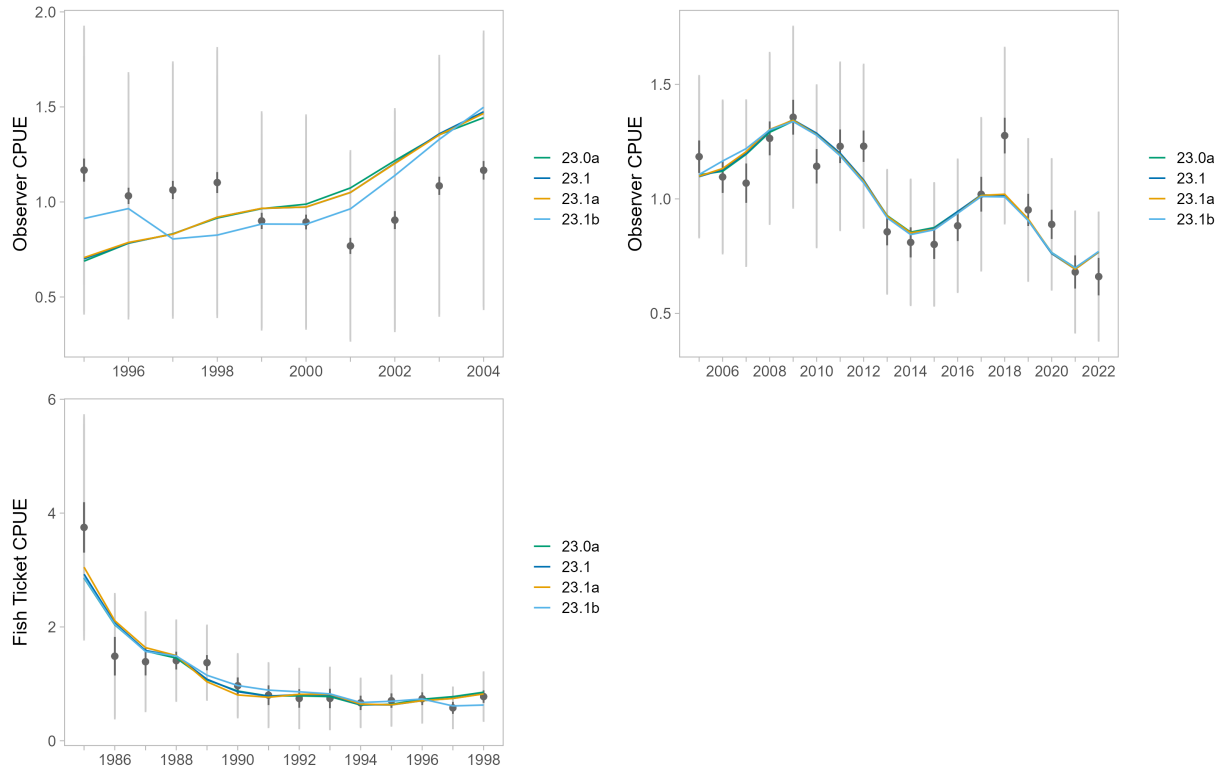 Observer CPUE
2.0
1.5
1.0
0.5
1996 1998 2000 2002 2004
23.0a
23.1
23.1a
23.1b
Observer CPUE
1.5
1.0
0.5
2006 2008 2010 2012 2014 2016 2018 2020 2022
23.0a
23.1
23.1a
23.1b
Fish Ticket CPUE
6
4
2
0
1986 1988 1990 1992 1994 1996 1998
23.0a
23.1
23.1a
23.1b